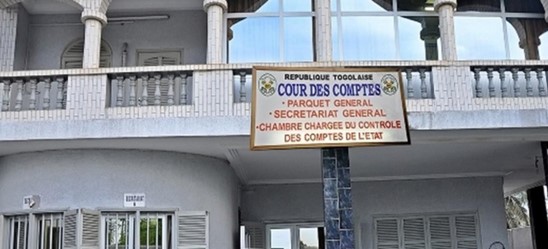 REPUBLIQUE TOGOLAISE
COUR DES COMPTES
• PARQUET GENERAL
• SECRETARIAT GENERAL
• CHAMBRE CHARGEE DU CONTROLE
DES COMPTES DE L'ETAT